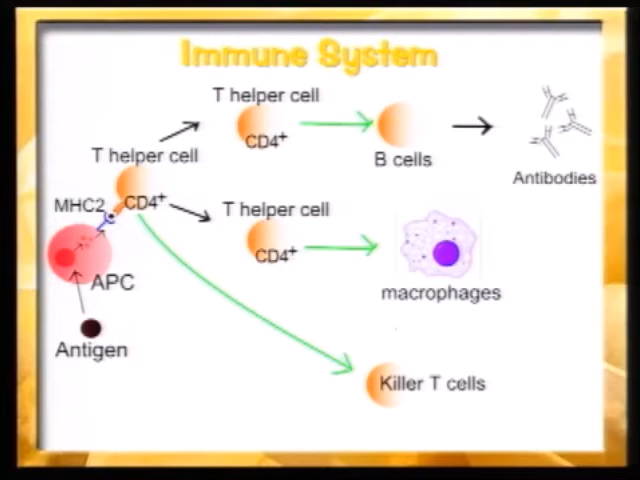 Immune System
T helper cell
CD4+
B cells
Antibodies
T helper cell
MHC2
CD4+
T helper cell
CD4+
macrophages
APC
Antigen
Killer T cells